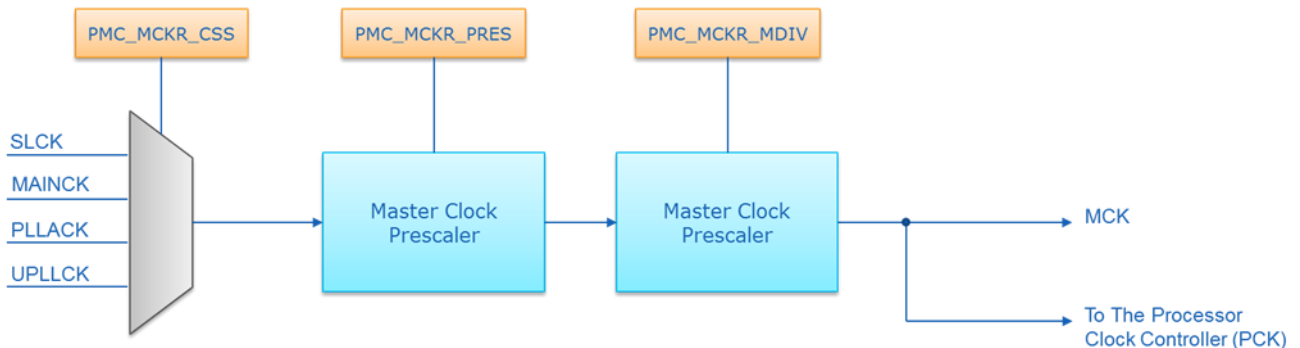 PMC_MCKR_CSS
PMC_MCKR_PRES
PMC_MCKR_MDIV
SLCK
MAINCK
PLLACK
UPLLCK
Master Clock
Prescaler
Master Clock
Prescaler
MCK
To The Processor
Clock Controller (PCK)